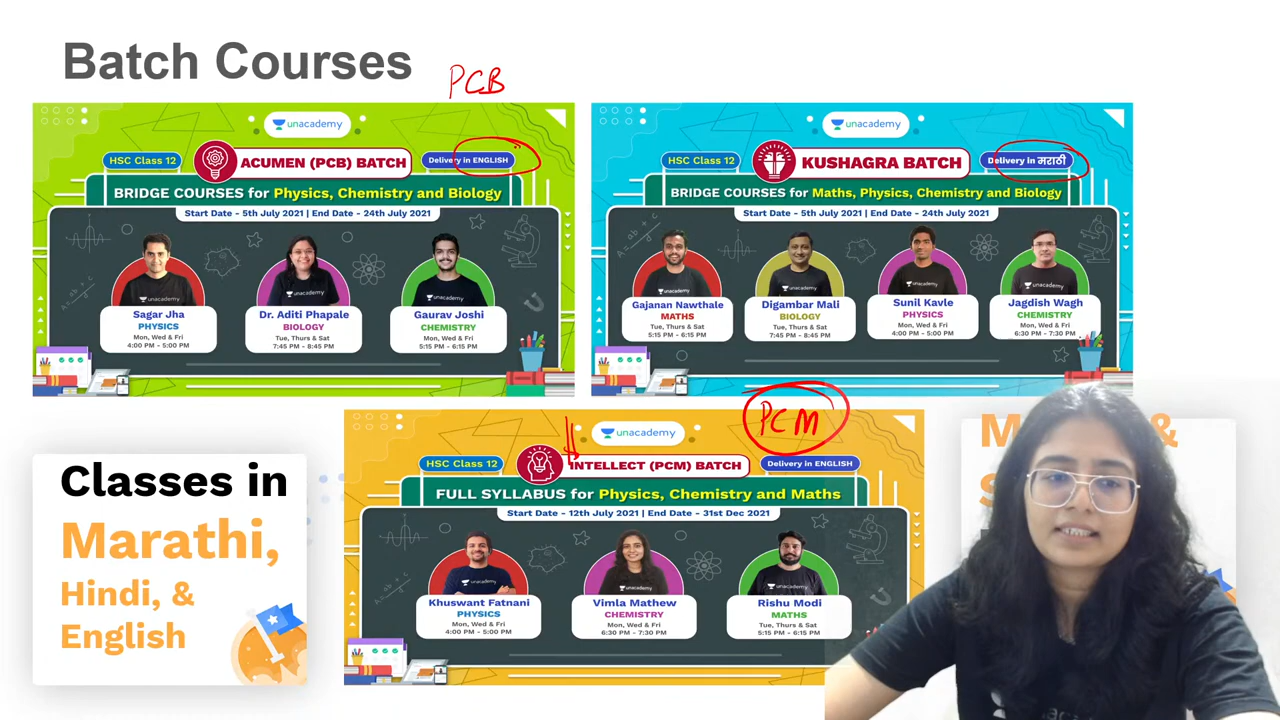 Batch Courses
PCB
unacademy
HSC Class 12
ACUMEN (PCB) BATCH
Delivery in ENGLISH
BRIDGE COURSES for Physics, Chemistry and Biology
Start Date - 5th July 2021 | End Date - 24th July 2021
unacademy
unacademy
unacademy
Sagar Jha
PHYSICS
Mon, Wed & Fri
4:00 PM - 5:00 PM
Dr. Aditi Phapale
BIOLOGY
Tue, Thurs & Sat
7:45 PM - 8:45 PM
Gaurav Joshi
CHEMISTRY
Mon, Wed & Fri
5:15 PM - 6:15 PM
unacademy
HSC Class 12
KUSHAGRA BATCH
Delivery in मराठी
BRIDGE COURSES for Maths, Physics, Chemistry and Biology
Start Date - 5th July 2021 | End Date - 24th July 2021
unacademy
unacademy
unacademy
unacademy
Gajanan Nawthale
MATHS
Tue, Thurs & Sat
5:15 PM - 6:15 PM
Digambar Mali
BIOLOGY
Tue, Thurs & Sat
7:45 PM - 8:45 PM
Sunil Kavle
PHYSICS
Mon, Wed & Fri
4:00 PM - 5:00 PM
Jagdish Wagh
CHEMISTRY
Mon, Wed & Fri
6:30 PM - 7:30 PM
PCM
unacademy
HSC Class 12
INTELLECT (PCM) BATCH
Delivery in ENGLISH
FULL SYLLABUS for Physics, Chemistry and Maths
Start Date - 12th July 2021 | End Date - 31st Dec 2021
unacademy
unacademy
unacademy
Khuswant Fatnani
PHYSICS
Mon, Wed & Fri
4:00 PM - 5:00 PM
Vimla Mathew
CHEMISTRY
Mon, Wed & Fri
6:30 PM - 7:30 PM
Rishu Modi
MATHS
Tue, Thurs & Sat
5:15 PM - 6:15 PM
Classes in
Marathi,
Hindi, &
English
&